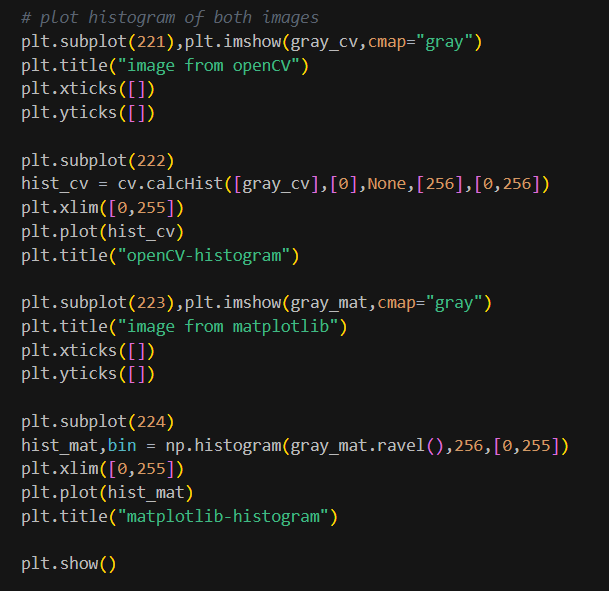 # plot histogram of both images
plt.subplot(221),plt.imshow(gray_cv,cmap="gray")
plt.title("image from openCV")
plt.xticks([])
plt.yticks([])

plt.subplot(222)
hist_cv = cv.calcHist([gray_cv],[0],None,[256],[0,256])
plt.xlim([0,255])
plt.plot(hist_cv)
plt.title("openCV-histogram")

plt.subplot(223),plt.imshow(gray_mat,cmap="gray")
plt.title("image from matplotlib")
plt.xticks([])
plt.yticks([])

plt.subplot(224)
hist_mat,bin = np.histogram(gray_mat.ravel(),256,[0,255])
plt.xlim([0,255])
plt.plot(hist_mat)
plt.title("matplotlib-histogram")

plt.show()